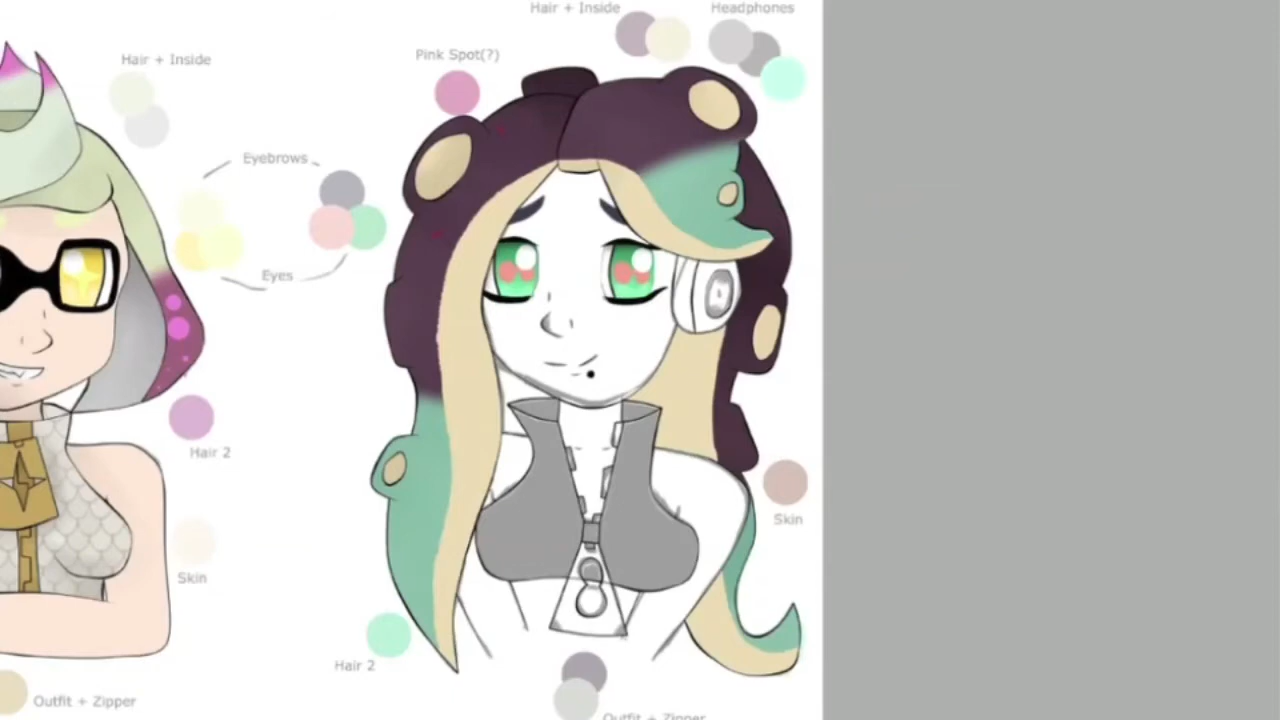 Hair + Inside
Headphones
Pink Spot(?)
Hair + Inside
Eyebrows
Eyes
Hair 2
Skin
Skin
Hair 2
Outfit + Zipper
Outfit + Zipper